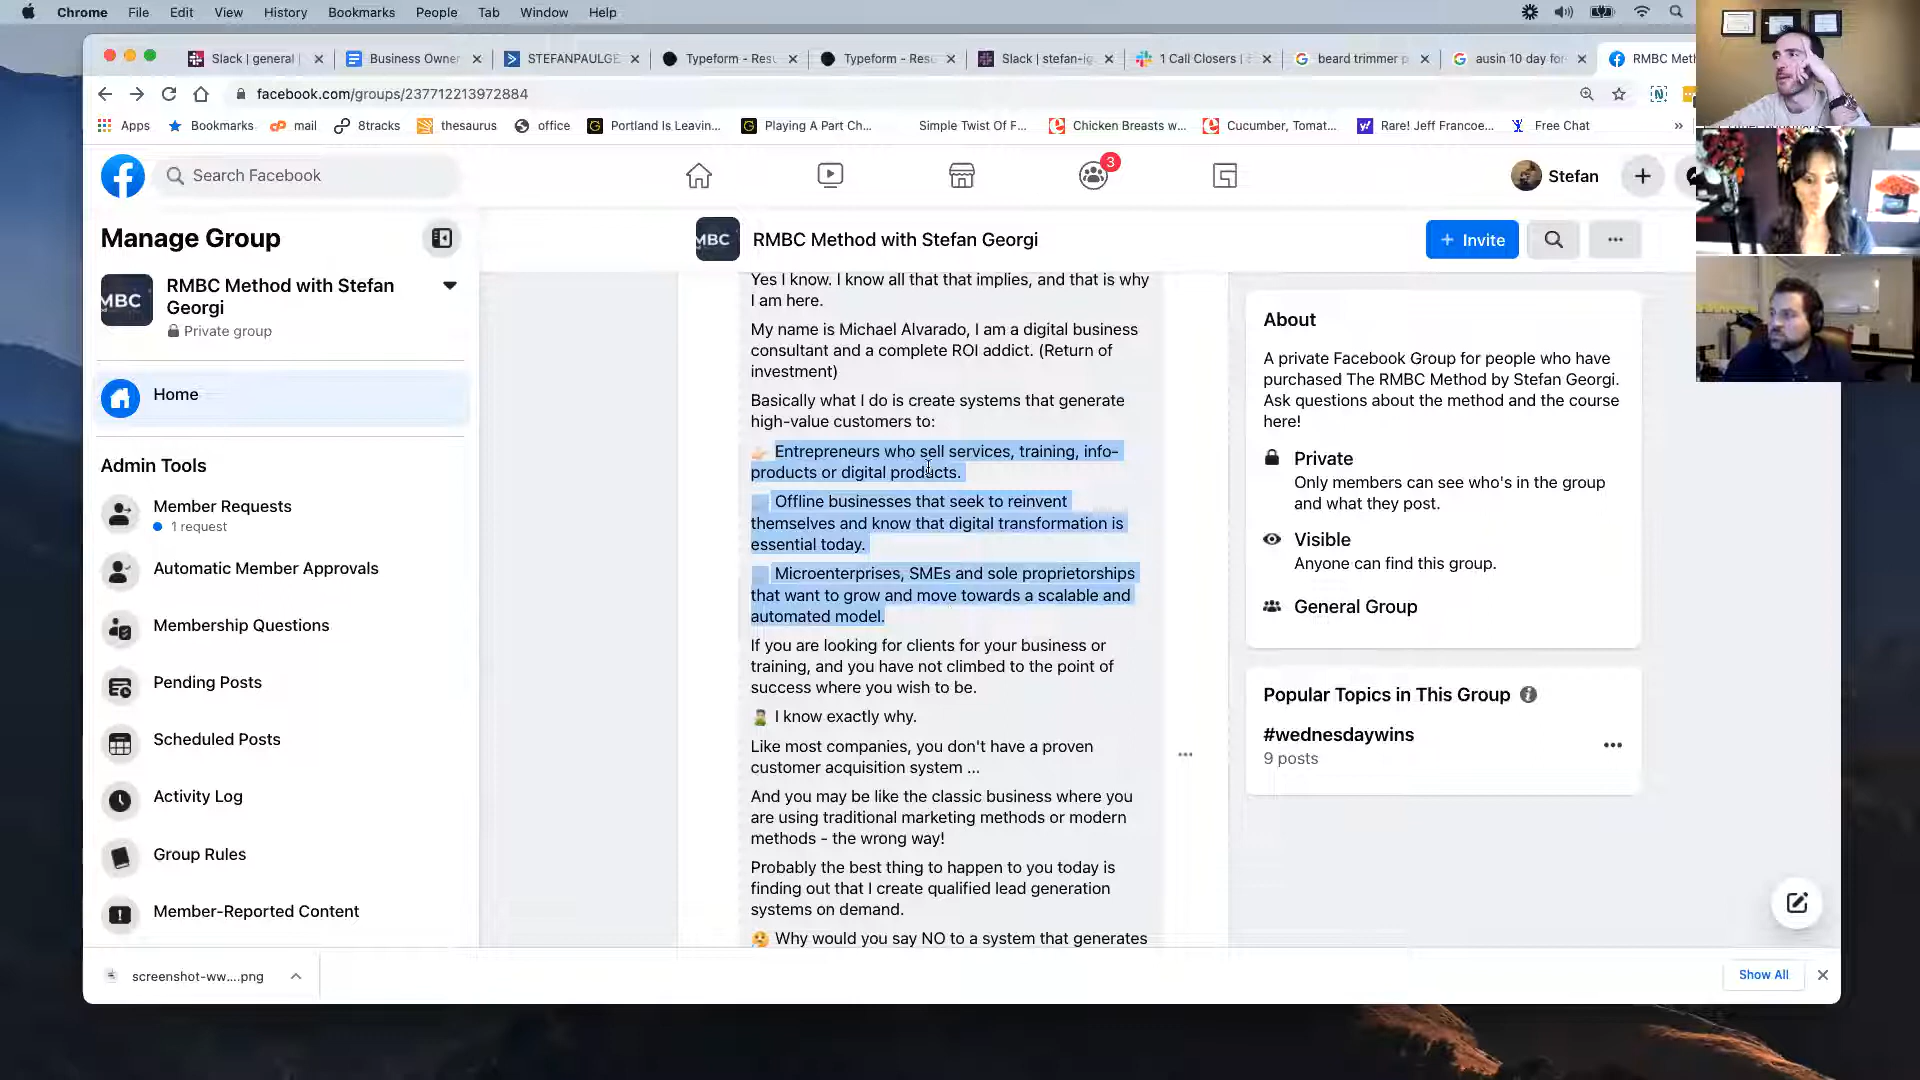 Chrome File Edit View History Bookmarks People Tab Window Help
Slack | general | Business Owner STEFANPAULGE Typeform - Resu Typeform - Resu Slack | stefan-ig 1 Call Closers | beard trimmer p ausin 10 day for RMBC Met
facebook.com/groups/237712213972884
Apps Bookmarks mail 8tracks thesaurus office Portland Is Leavin... Playing A Part Ch... Simple Twist Of F... Chicken Breasts w... Cucumber, Tomat... Rare! Jeff Francoe... Free Chat »
Search Facebook
3
Stefan
Manage Group
MBC
RMBC Method with Stefan Georgi
+ Invite
MBC
RMBC Method with Stefan
Georgi
Private group
Home
Admin Tools
Member Requests
1 request
Automatic Member Approvals
Membership Questions
Pending Posts
Scheduled Posts
Activity Log
Group Rules
Member-Reported Content
Yes I know. I know all that that implies, and that is why
I am here.
My name is Michael Alvarado, I am a digital business
consultant and a complete ROI addict. (Return of
investment)
Basically what I do is create systems that generate
high-value customers to:
Entrepreneurs who sell services, training, info-
products or digital products.
Offline businesses that seek to reinvent
themselves and know that digital transformation is
essential today.
Microenterprises, SMEs and sole proprietorships
that want to grow and move towards a scalable and
automated model.
If you are looking for clients for your business or
training, and you have not climbed to the point of
success where you wish to be.
I know exactly why.
Like most companies, you don't have a proven
customer acquisition system ...
And you may be like the classic business where you
are using traditional marketing methods or modern
methods - the wrong way!
Probably the best thing to happen to you today is
finding out that I create qualified lead generation
systems on demand.
Why would you say NO to a system that generates
About
A private Facebook Group for people who have
purchased The RMBC Method by Stefan Georgi.
Ask questions about the method and the course
here!
Private
Only members can see who's in the group
and what they post.
Visible
Anyone can find this group.
General Group
Popular Topics in This Group
#wednesdaywins
9 posts
screenshot-ww....png
Show All